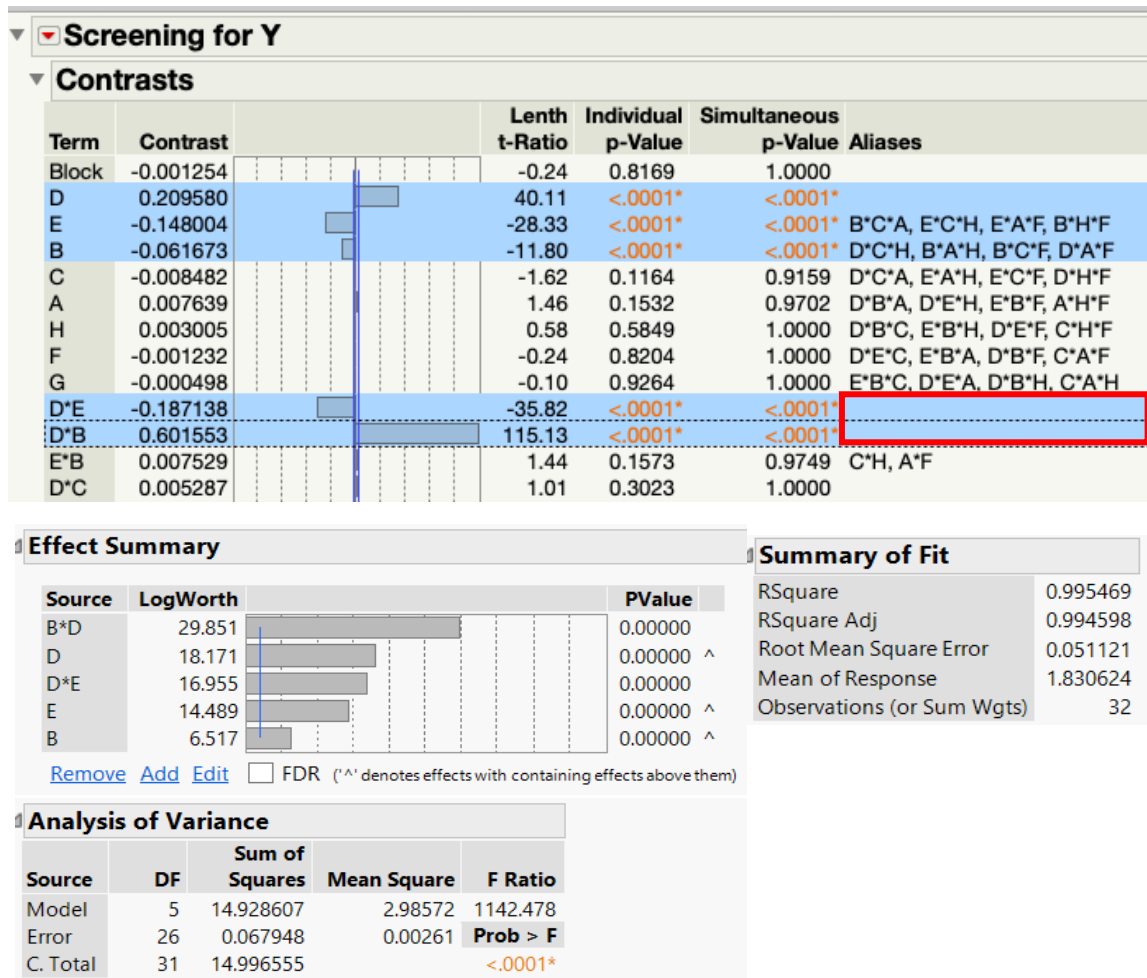 Screening for Y
Contrasts
Lenth Individual Simultaneous
Term Contrast t-Ratio p-Value p-Value Aliases
Block -0.001254 -0.24 0.8169 1.0000
D 0.209580 40.11 <.0001* <.0001*
E -0.148004 -28.33 <.0001* <.0001* B*C*A, E*C*H, E*A*F, B*H*F
B -0.061673 -11.80 <.0001* <.0001* D*C*H, B*A*H, B*C*F, D*A*F
C -0.008482 -1.62 0.1164 0.9159 D*C*A, E*A*H, E*C*F, D*H*F
A 0.007639 1.46 0.1532 0.9702 D*B*A, D*E*H, E*B*F, A*H*F
H 0.003005 0.58 0.5849 1.0000 D*B*C, E*B*H, D*E*F, C*H*F
F -0.001232 -0.24 0.8204 1.0000 D*E*C, E*B*A, D*B*F, C*A*F
G -0.000498 -0.10 0.9264 1.0000 E*B*C, D*E*A, D*B*H, C*A*H
D*E -0.187138 -35.82 <.0001* <.0001*
D*B 0.601553 115.13 <.0001* <.0001*
E*B 0.007529 1.44 0.1573 0.9749 C*H, A*F
D*C 0.005287 1.01 0.3023 1.0000
Effect Summary
Source LogWorth PValue
B*D 29.851 0.00000
D 18.171 0.00000 ^
D*E 16.955 0.00000
E 14.489 0.00000 ^
B 6.517 0.00000 ^
Remove Add Edit FDR ('^' denotes effects with containing effects above them)
Summary of Fit
RSquare 0.995469
RSquare Adj 0.994598
Root Mean Square Error 0.051121
Mean of Response 1.830624
Observations (or Sum Wgts) 32
Analysis of Variance
Sum of
Source DF Squares Mean Square F Ratio
Model 5 14.928607 2.98572 1142.478
Error 26 0.067948 0.00261 Prob > F
C. Total 31 14.996555 <.0001*